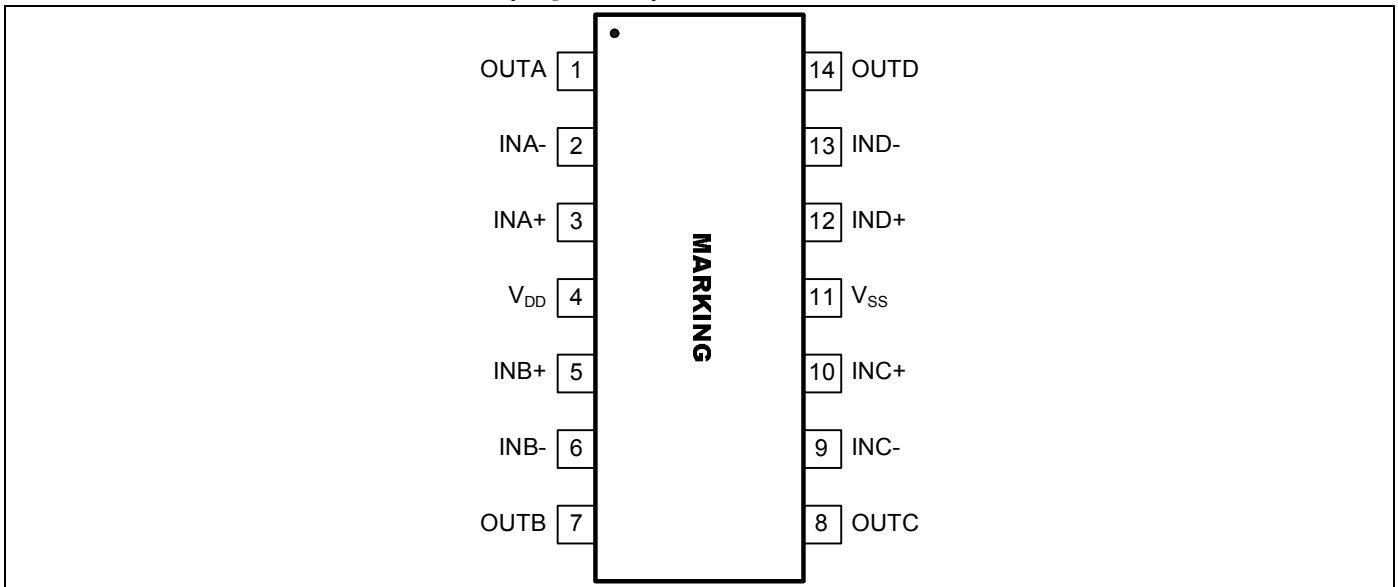 OUTA 1 14 OUTD
INA- 2 13 IND-
INA+ 3 12 IND+
VDD 4 11 VSS
INB+ 5 10 INC+
INB- 6 9 INC-
OUTB 7 8 OUTC
MARKING